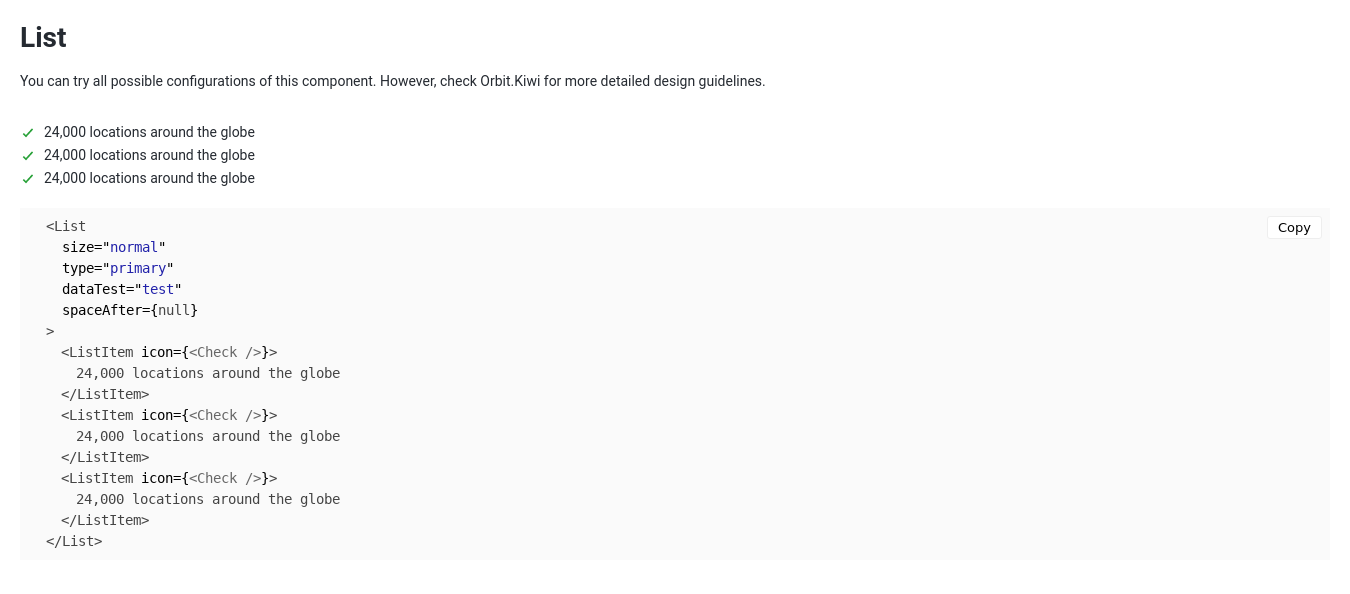 List
You can try all possible configurations of this component. However, check Orbit.Kiwi for more detailed design guidelines.
24,000 locations around the globe
24,000 locations around the globe
24,000 locations around the globe
Copy
<List
  size="normal"
  type="primary"
  dataTest="test"
  spaceAfter={null}
>
  <ListItem icon={<Check />}>
    24,000 locations around the globe
  </ListItem>
  <ListItem icon={<Check />}>
    24,000 locations around the globe
  </ListItem>
  <ListItem icon={<Check />}>
    24,000 locations around the globe
  </ListItem>
</List>